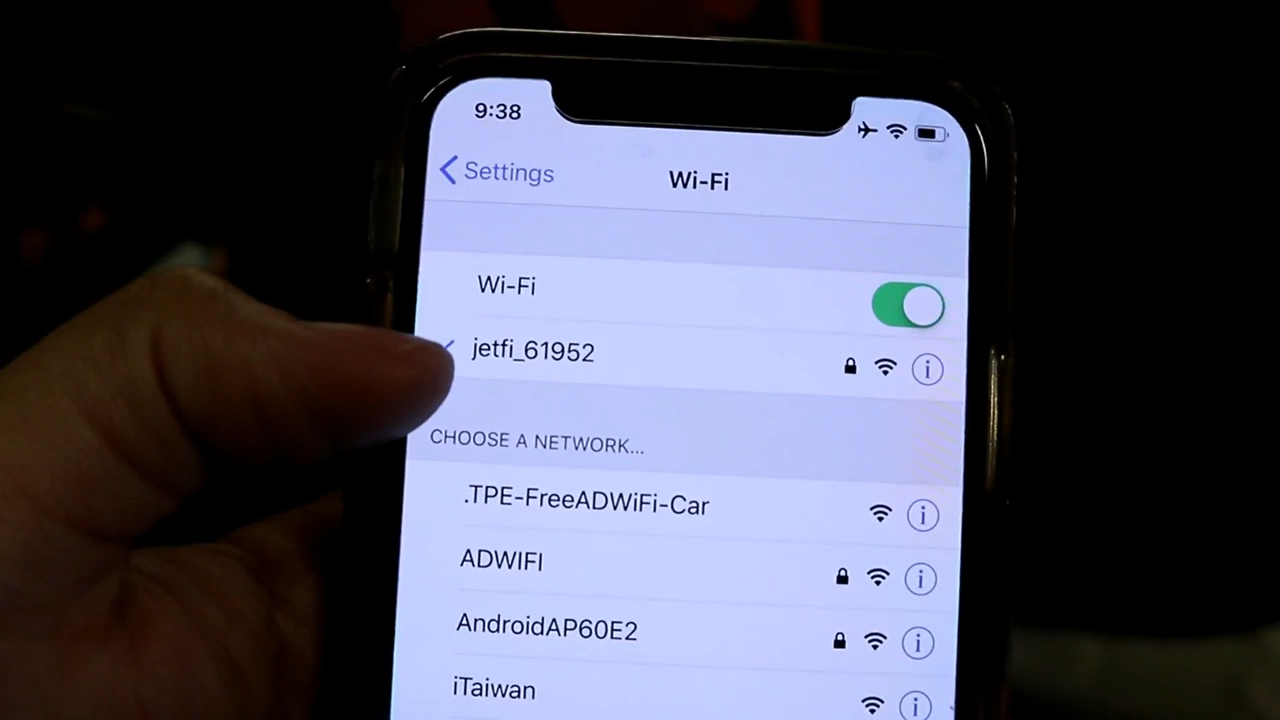 9:38
Settings
Wi-Fi
Wi-Fi
jetfi_61952
CHOOSE A NETWORK...
.TPE-FreeADWiFi-Car
ADWIFI
AndroidAP60E2
iTaiwan